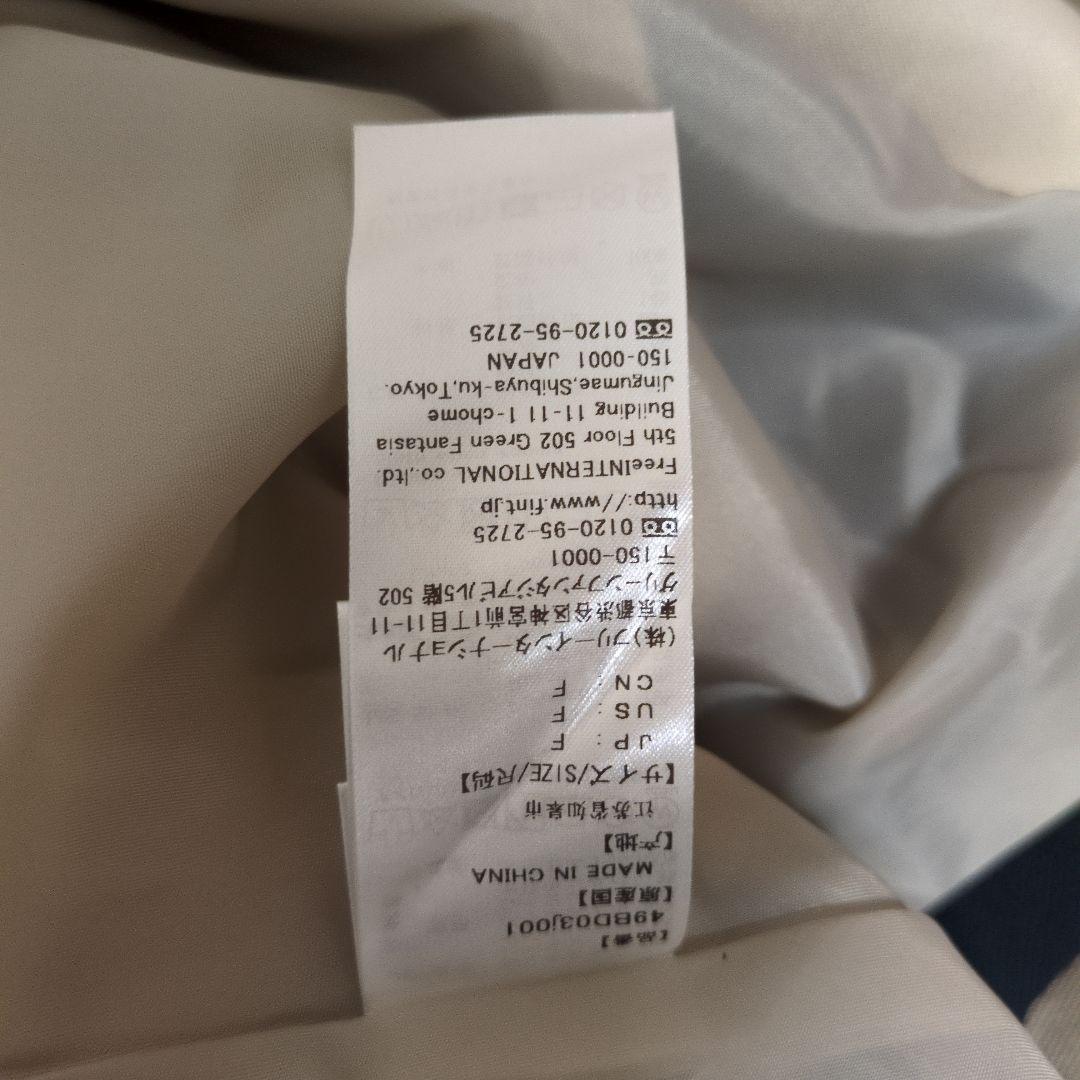 【品番】
49BD03j001
【原産国】
MADE IN CHINA
【产地】
江苏省如皋市
【サイズ/SIZE/尺码】
JP : F
US : F
CN : F
(株)フリーインターナショナル
東京都渋谷区神宮前1丁目11-11
グリーンファンタジアビル5階 502
〒150-0001
0120-95-2725
http://www.fint.jp
FreeINTERNATIONAL co.,ltd.
5th Floor 502 Green Fantasia
Building 11-11 1-chome
Jingumae,Shibuya-ku,Tokyo.
150-0001 JAPAN
0120-95-2725